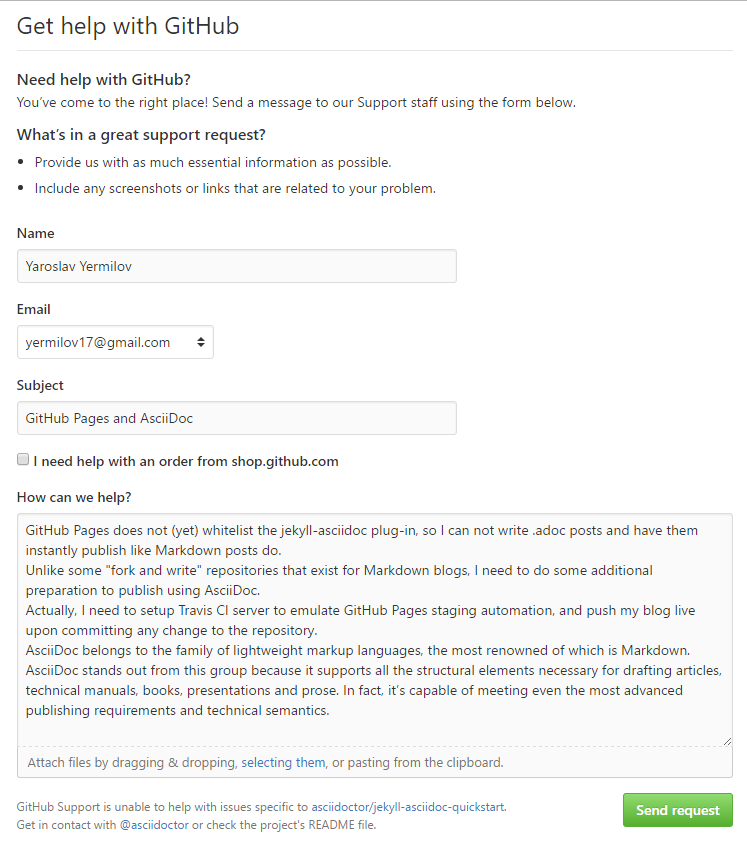 Get help with GitHub
Need help with GitHub?
You've come to the right place! Send a message to our Support staff using the form below.
What's in a great support request?
• Provide us with as much essential information as possible.
• Include any screenshots or links that are related to your problem.
Name
Yaroslav Yermilov
Email
yermilov17@gmail.com
Subject
GitHub Pages and AsciiDoc
I need help with an order from shop.github.com
How can we help?
GitHub Pages does not (yet) whitelist the jekyll-asciidoc plug-in, so I can not write .adoc posts and have them
instantly publish like Markdown posts do.
Unlike some "fork and write" repositories that exist for Markdown blogs, I need to do some additional
preparation to publish using AsciiDoc.
Actually, I need to setup Travis CI server to emulate GitHub Pages staging automation, and push my blog live
upon committing any change to the repository.
AsciiDoc belongs to the family of lightweight markup languages, the most renowned of which is Markdown.
AsciiDoc stands out from this group because it supports all the structural elements necessary for drafting articles,
technical manuals, books, presentations and prose. In fact, it's capable of meeting even the most advanced
publishing requirements and technical semantics.
Attach files by dragging & dropping, selecting them, or pasting from the clipboard.
GitHub Support is unable to help with issues specific to asciidoctor/jekyll-asciidoc-quickstart.
Get in contact with @asciidoctor or check the project's README file.
Send request